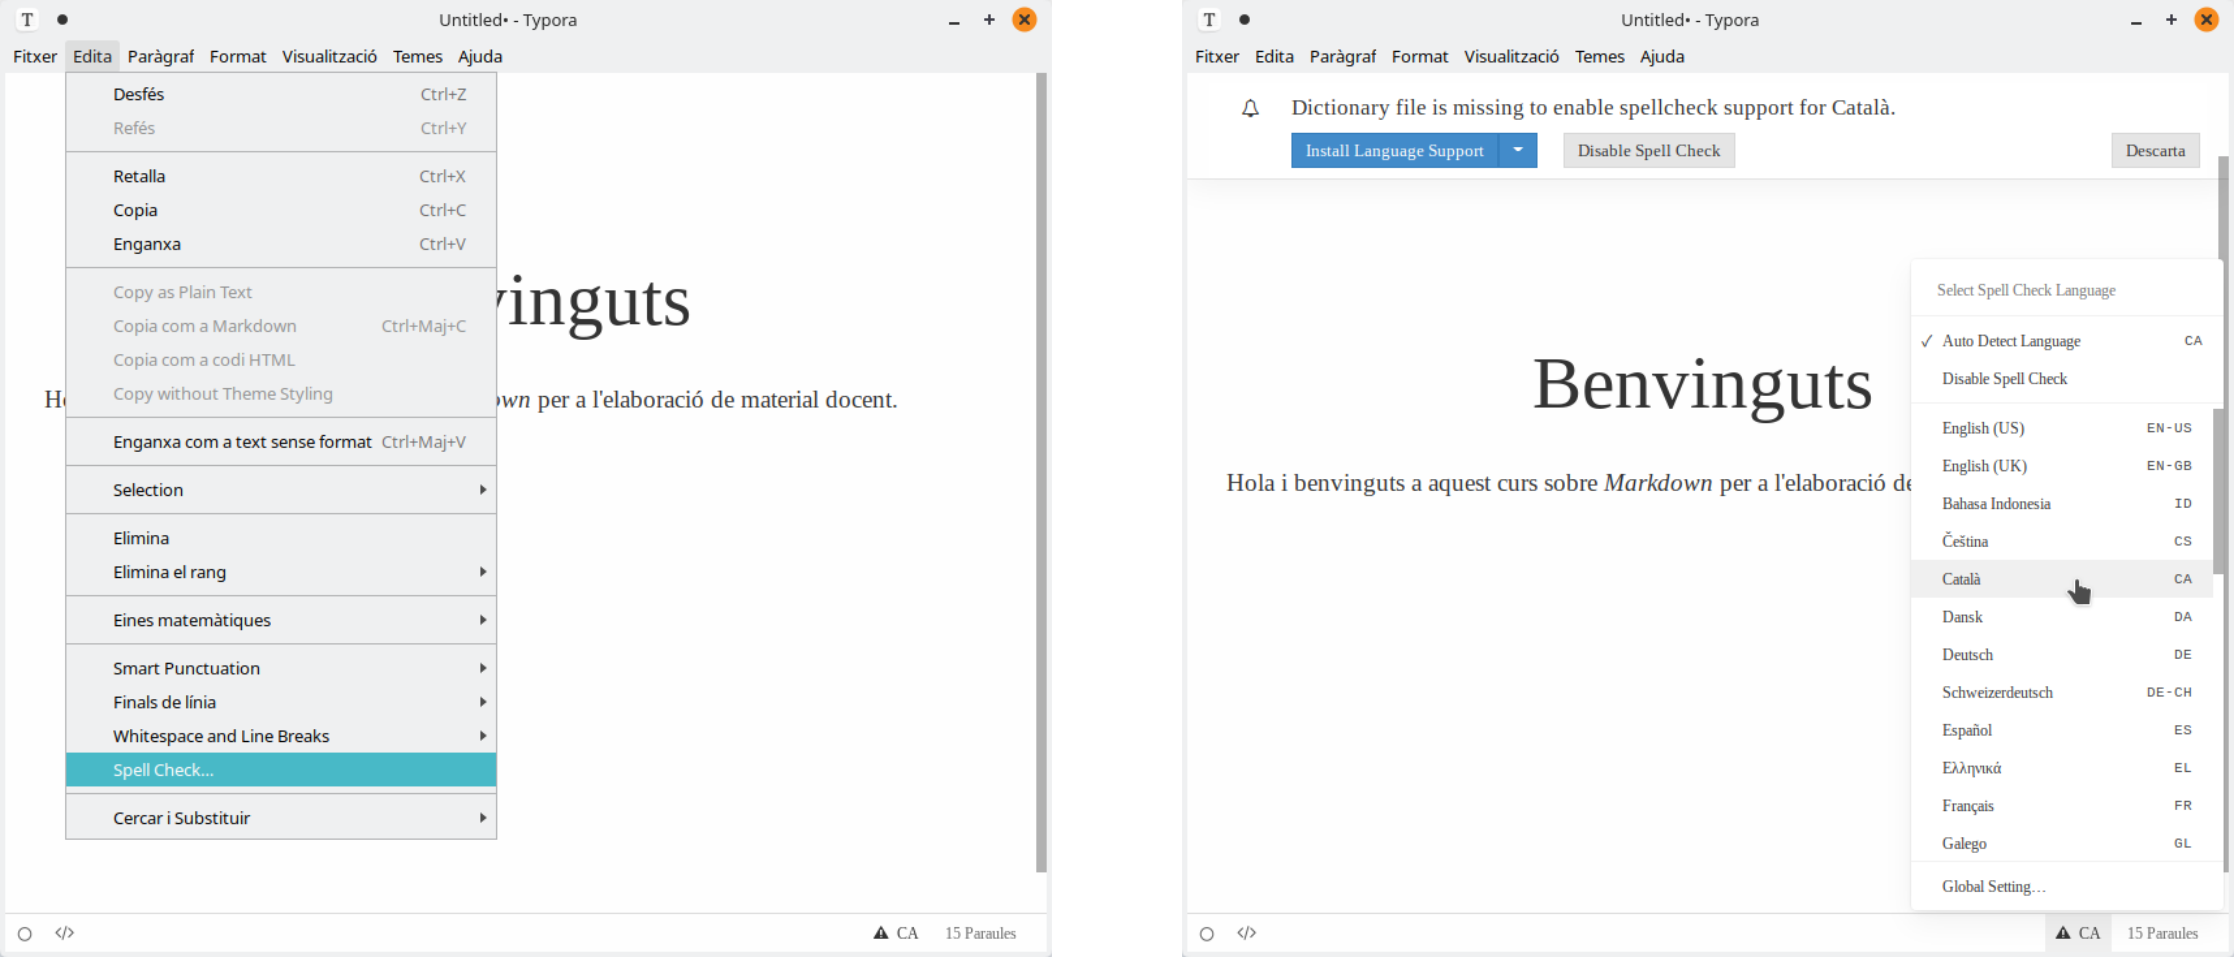 T ● Untitled• - Typora
Fitxer Edita Paràgraf Format Visualització Temes Ajuda
Desfés Ctrl+Z
Refés Ctrl+Y
Retalla Ctrl+X
Copia Ctrl+C
Enganxa Ctrl+V
Copy as Plain Text
Copia com a Markdown Ctrl+Maj+C
Copia com a codi HTML
Copy without Theme Styling
Enganxa com a text sense format Ctrl+Maj+V
Selection
Elimina
Elimina el rang
Eines matemàtiques
Smart Punctuation
Finals de línia
Whitespace and Line Breaks
Spell Check...
Cercar i Substituir
vinguts
own per a l'elaboració de material docent.
</> CA 15 Paraules
T ● Untitled• - Typora
Fitxer Edita Paràgraf Format Visualització Temes Ajuda
Dictionary file is missing to enable spellcheck support for Català.
Install Language Support Disable Spell Check Descarta
Benvinguts
Hola i benvinguts a aquest curs sobre Markdown per a l'elaboració de
Select Spell Check Language
✓ Auto Detect Language CA
Disable Spell Check
English (US) EN-US
English (UK) EN-GB
Bahasa Indonesia ID
Čeština CS
Català CA
Dansk DA
Deutsch DE
Schweizerdeutsch DE-CH
Español ES
Ελληνικά EL
Français FR
Galego GL
Global Setting…
</> CA 15 Paraules